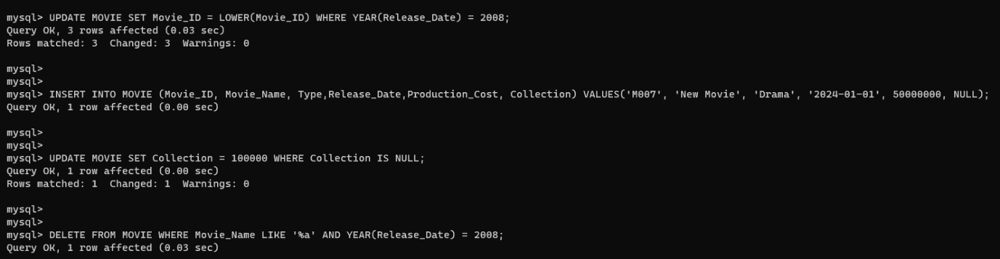 mysql> UPDATE MOVIE SET Movie_ID = LOWER(Movie_ID) WHERE YEAR(Release_Date) = 2008;
Query OK, 3 rows affected (0.03 sec)
Rows matched: 3  Changed: 3  Warnings: 0
mysql>
mysql>
mysql> INSERT INTO MOVIE (Movie_ID, Movie_Name, Type,Release_Date,Production_Cost, Collection) VALUES('M007', 'New Movie', 'Drama', '2024-01-01', 50000000, NULL);
Query OK, 1 row affected (0.00 sec)
mysql>
mysql>
mysql> UPDATE MOVIE SET Collection = 100000 WHERE Collection IS NULL;
Query OK, 1 row affected (0.00 sec)
Rows matched: 1  Changed: 1  Warnings: 0
mysql>
mysql>
mysql> DELETE FROM MOVIE WHERE Movie_Name LIKE '%a' AND YEAR(Release_Date) = 2008;
Query OK, 1 row affected (0.03 sec)